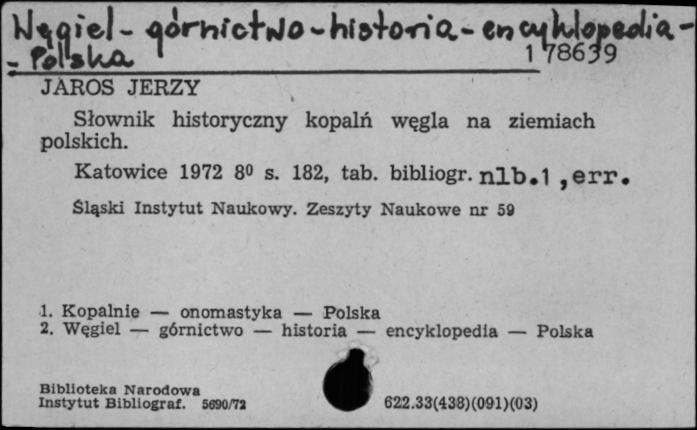 Węgiel - górnictwo - historia - encyklopedia -
- Polska
1 78639
JAROS JERZY
Słownik historyczny kopalń węgla na ziemiach
polskich.
Katowice 1972 8⁰ s. 182, tab. bibliogr. nlb.1 ,err.
Śląski Instytut Naukowy. Zeszyty Naukowe nr 59
1. Kopalnie — onomastyka — Polska
2. Węgiel — górnictwo — historia — encyklopedia — Polska
Biblioteka Narodowa
Instytut Bibliograf. 5690/72
622.33(438)(091)(03)